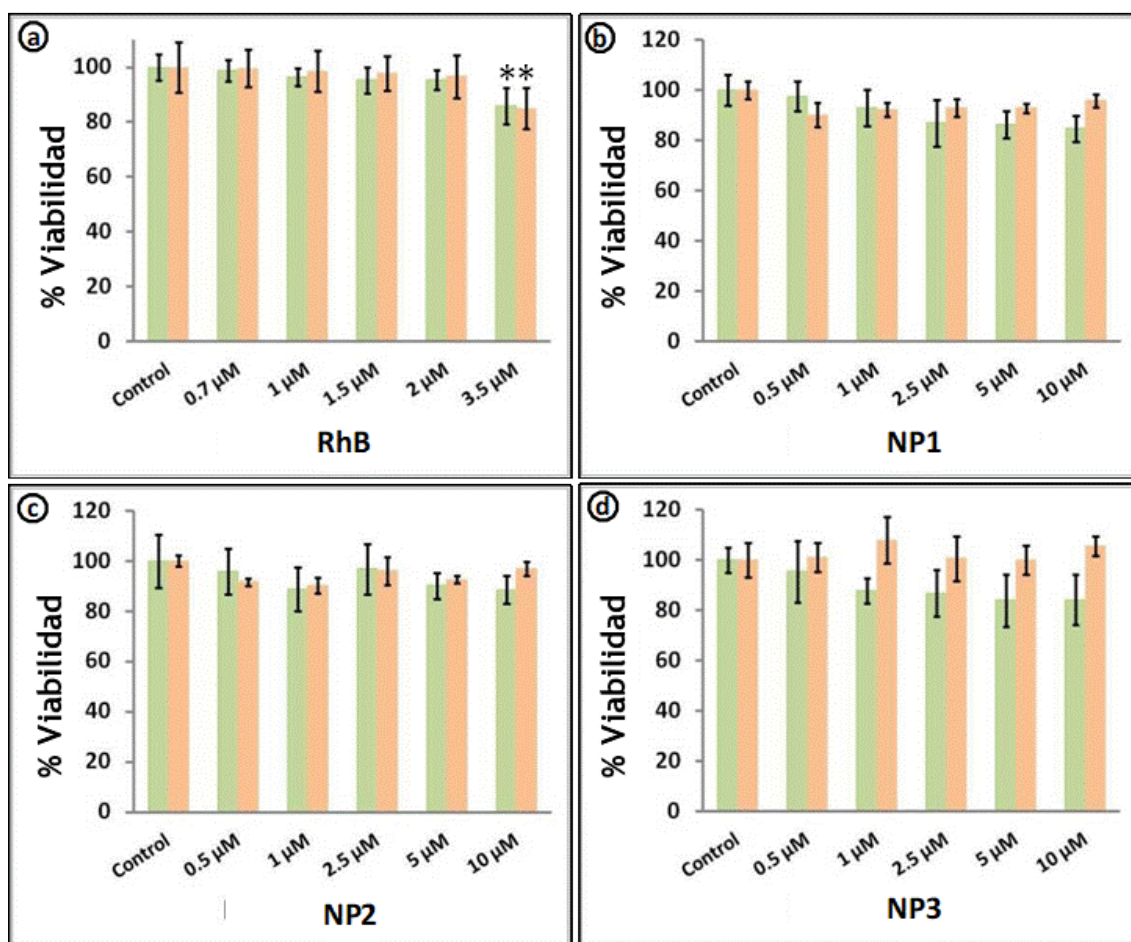 a
% Viabilidad
100
80
60
40
20
0
**
Control
0.7 µM
1 µM
1.5 µM
2 µM
3.5 µM
RhB
b
% Viabilidad
120
100
80
60
40
20
0
Control
0.5 µM
1 µM
2.5 µM
5 µM
10 µM
NP1
c
% Viabilidad
120
100
80
60
40
20
0
Control
0.5 µM
1 µM
2.5 µM
5 µM
10 µM
NP2
d
% Viabilidad
120
100
80
60
40
20
0
Control
0.5 µM
1 µM
2.5 µM
5 µM
10 µM
NP3